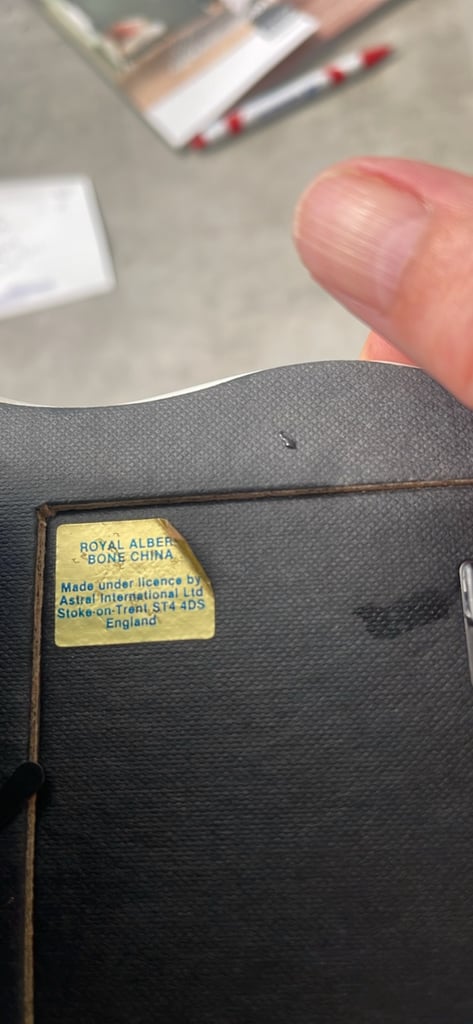 ROYAL ALBER
BONE CHINA
Made under licence by
Astral International Ltd
Stoke-on-Trent ST4 4DS
England